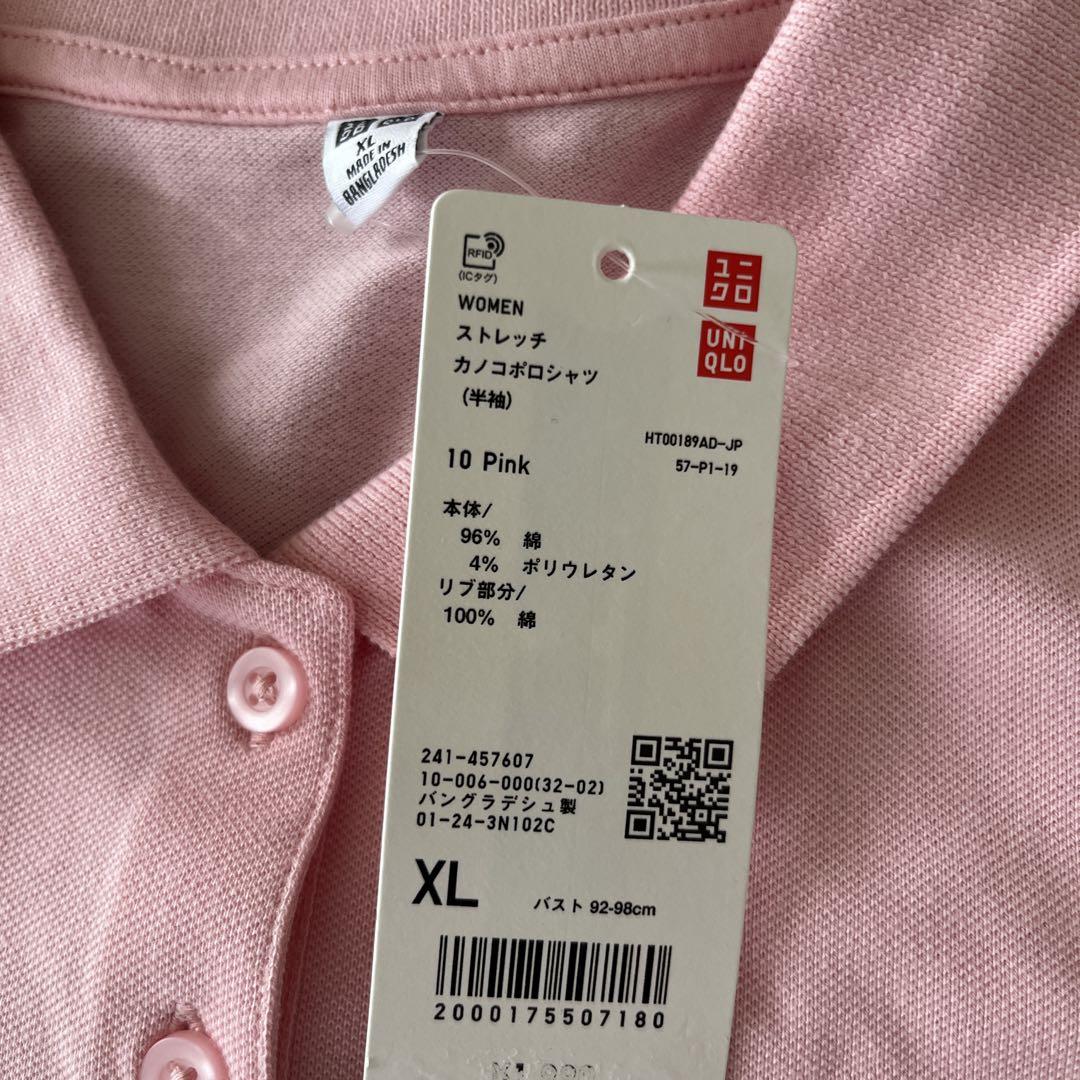 XL
MADE IN
BANGLADESH
RFID
(ICタグ)
ユニ
クロ
UNI
QLO
WOMEN
ストレッチ
カノコポロシャツ
(半袖)
HT00189AD-JP
57-P1-19
10 Pink
本体/
96% 綿
4% ポリウレタン
リブ部分/
100% 綿
241-457607
10-006-000(32-02)
バングラデシュ製
01-24-3N102C
XL バスト 92-98cm
2000175507180